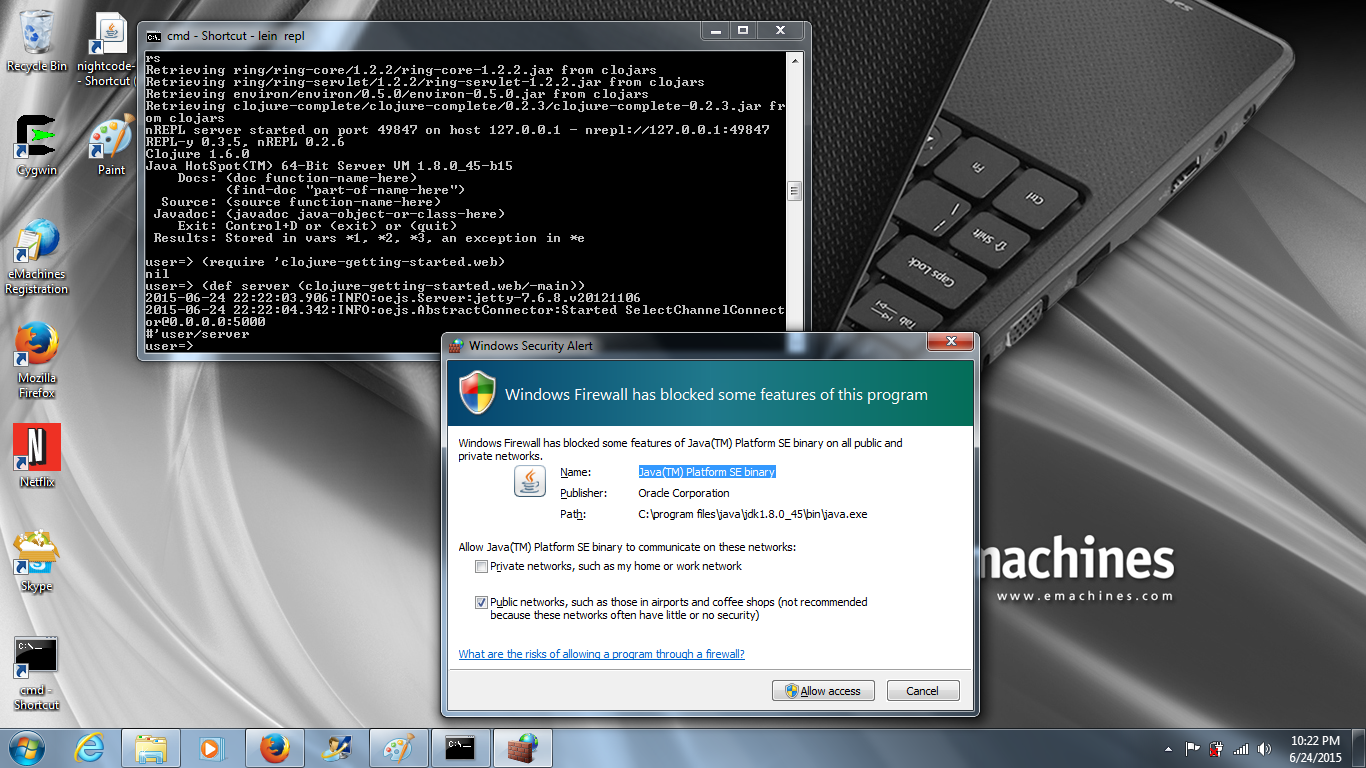 Recycle Bin
nightcode-
- Shortcut (
Cygwin
Paint
eMachines
Registration
Mozilla
Firefox
N
Netflix
S
Skype
C:\_
cmd -
Shortcut
C:\.
cmd - Shortcut - lein repl
rs
Retrieving ring/ring-core/1.2.2/ring-core-1.2.2.jar from clojars
Retrieving ring/ring-servlet/1.2.2/ring-servlet-1.2.2.jar from clojars
Retrieving environ/environ/0.5.0/environ-0.5.0.jar from clojars
Retrieving clojure-complete/clojure-complete/0.2.3/clojure-complete-0.2.3.jar fr
om clojars
nREPL server started on port 49847 on host 127.0.0.1 - nrepl://127.0.0.1:49847
REPL-y 0.3.5, nREPL 0.2.6
Clojure 1.6.0
Java HotSpot(TM) 64-Bit Server VM 1.8.0_45-b15
Docs: (doc function-name-here)
(find-doc "part-of-name-here")
Source: (source function-name-here)
Javadoc: (javadoc java-object-or-class-here)
Exit: Control+D or (exit) or (quit)
Results: Stored in vars *1, *2, *3, an exception in *e
user=> (require 'clojure-getting-started.web)
nil
user=> (def server (clojure-getting-started.web/-main))
2015-06-24 22:22:03.906:INFO:oejs.Server:jetty-7.6.8.v20121106
2015-06-24 22:22:04.342:INFO:oejs.AbstractConnector:Started SelectChannelConnect
or@0.0.0.0:5000
#'user/server
user=>
Fn
Ctrl
Shift
Caps Lock
Tab
Windows Security Alert
Windows Firewall has blocked some features of this program
Windows Firewall has blocked some features of Java(TM) Platform SE binary on all public and
private networks.
Name: Java(TM) Platform SE binary
Publisher: Oracle Corporation
Path: C:\program files\java\jdk1.8.0_45\bin\java.exe
Allow Java(TM) Platform SE binary to communicate on these networks:
Private networks, such as my home or work network
Public networks, such as those in airports and coffee shops (not recommended
because these networks often have little or no security)
What are the risks of allowing a program through a firewall?
Allow access
Cancel
machines
www.emachines.com
10:22 PM
6/24/2015